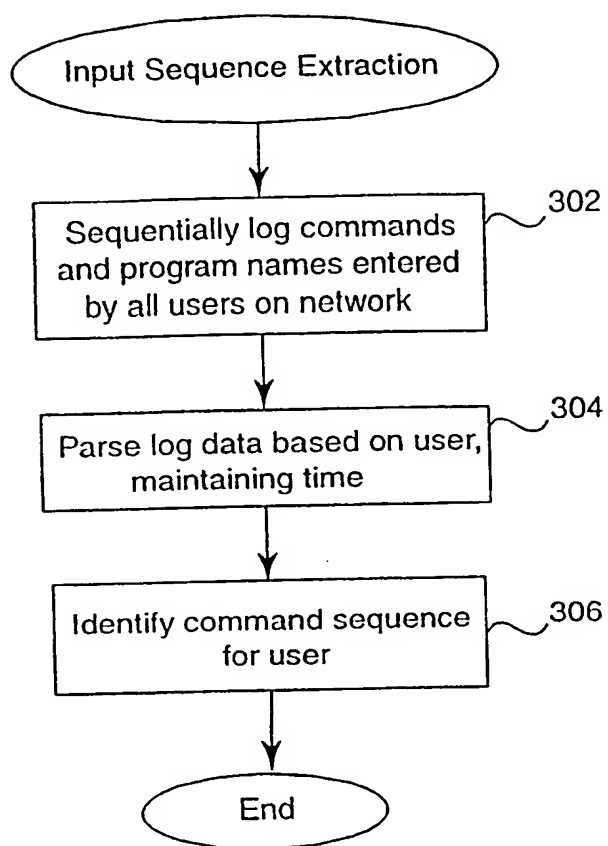 Input Sequence Extraction
302
Sequentially log commands
and program names entered
by all users on network
304
Parse log data based on user,
maintaining time
306
Identify command sequence
for user
End